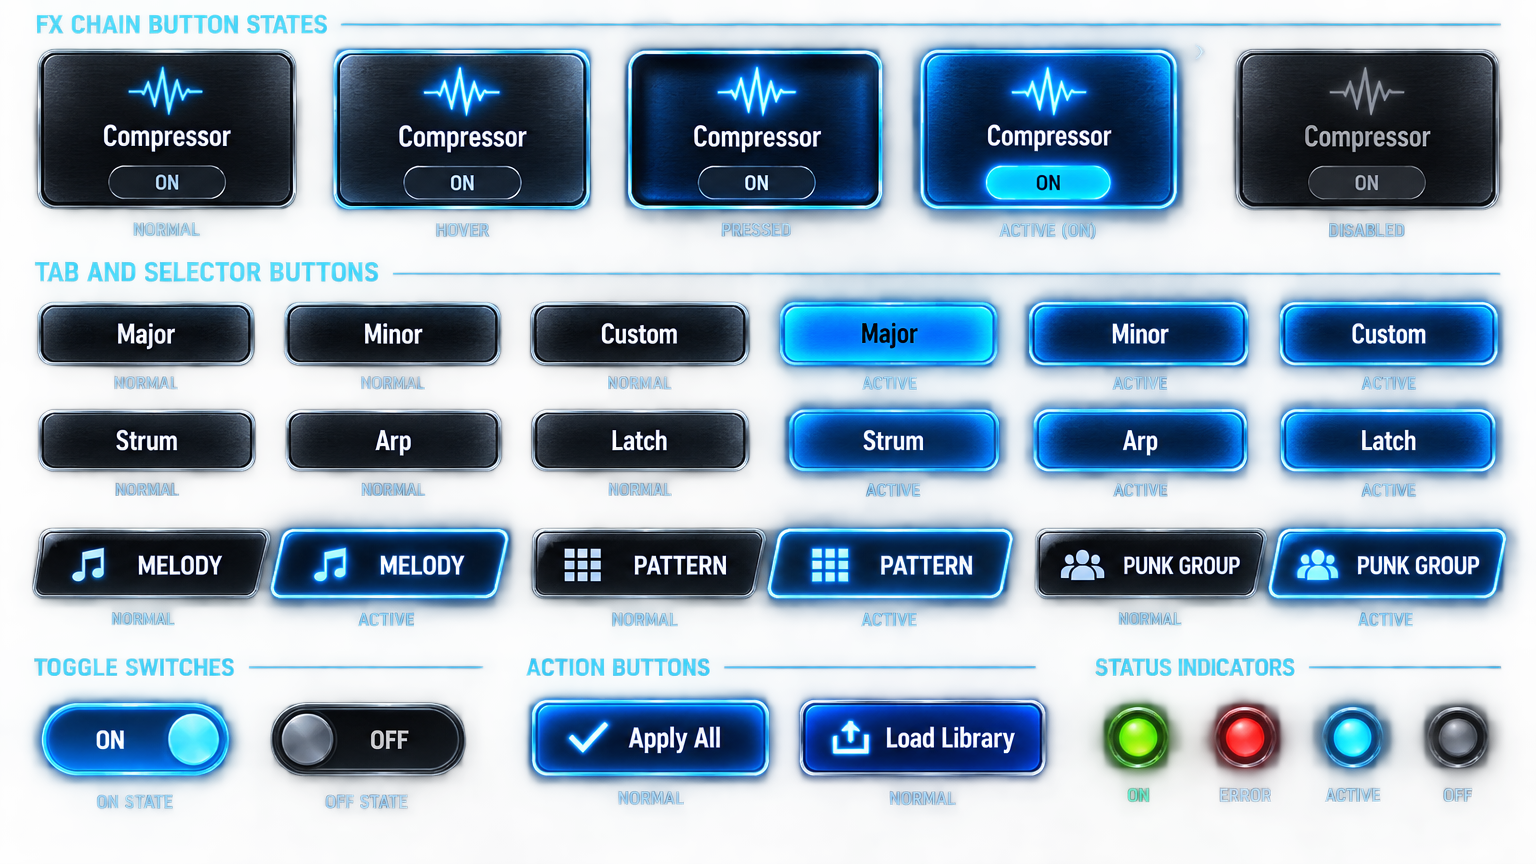 FX CHAIN BUTTON STATES
Compressor Compressor Compressor Compressor Compressor
ON ON ON ON ON
NORMAL HOVER PRESSED ACTIVE (ON) DISABLED
TAB AND SELECTOR BUTTONS
Major Minor Custom Major Minor Custom
NORMAL NORMAL NORMAL ACTIVE ACTIVE ACTIVE
Strum Arp Latch Strum Arp Latch
NORMAL NORMAL NORMAL ACTIVE ACTIVE ACTIVE
MELODY MELODY PATTERN PATTERN PUNK GROUP PUNK GROUP
NORMAL ACTIVE NORMAL ACTIVE NORMAL ACTIVE
TOGGLE SWITCHES ACTION BUTTONS STATUS INDICATORS
ON OFF Apply All Load Library
ON STATE OFF STATE NORMAL NORMAL ON ERROR ACTIVE OFF